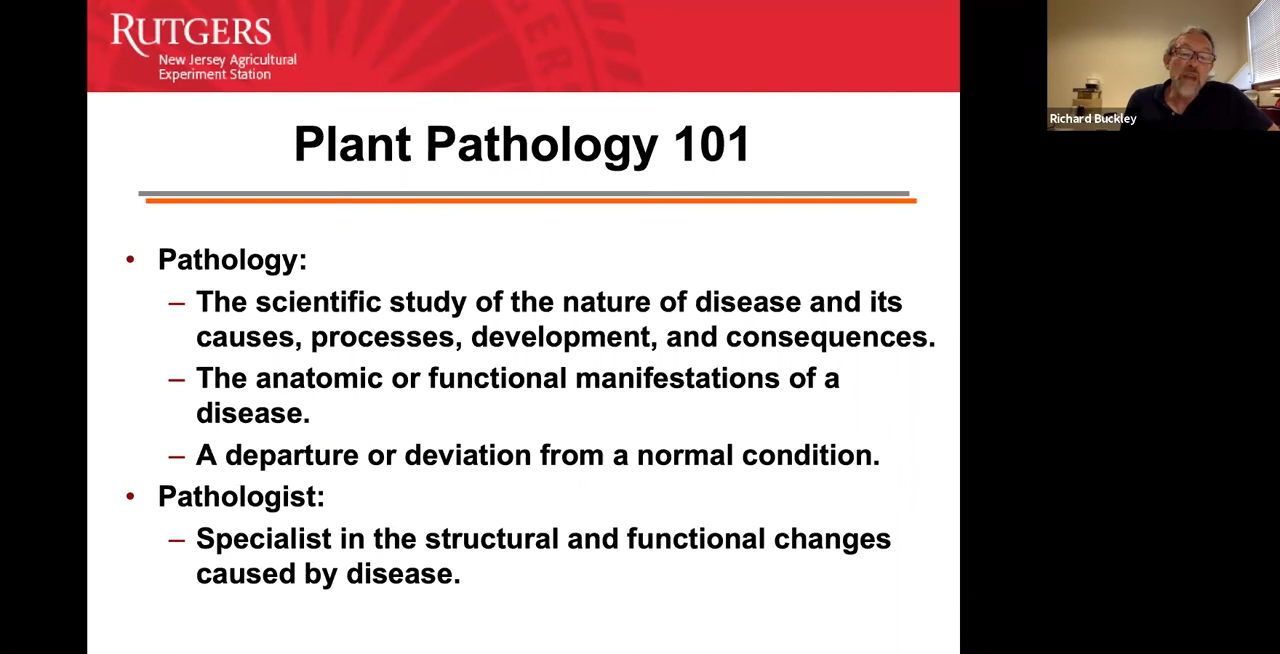 RUTGERS
New Jersey Agricultural
Experiment Station
Richard Buckley
Plant Pathology 101
• Pathology:
– The scientific study of the nature of disease and its
causes, processes, development, and consequences.
– The anatomic or functional manifestations of a
disease.
– A departure or deviation from a normal condition.
• Pathologist:
– Specialist in the structural and functional changes
caused by disease.